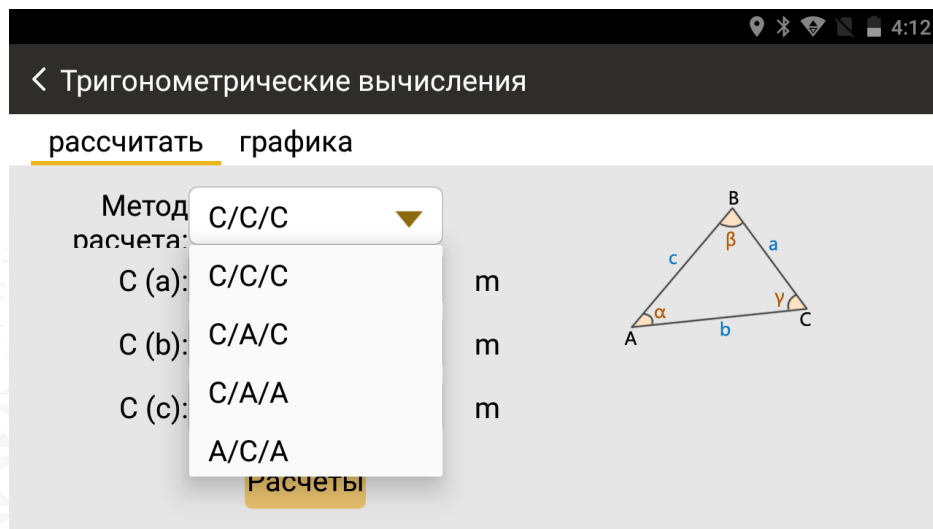 4:12
Тригонометрические вычисления
рассчитать графика
Метод
расчета:
C/C/C
C (a):
C/C/C
m
C (b):
C/A/C
m
C (c):
C/A/A
m
A/C/A
Расчеты
B
β
c
a
α
γ
A
b
C